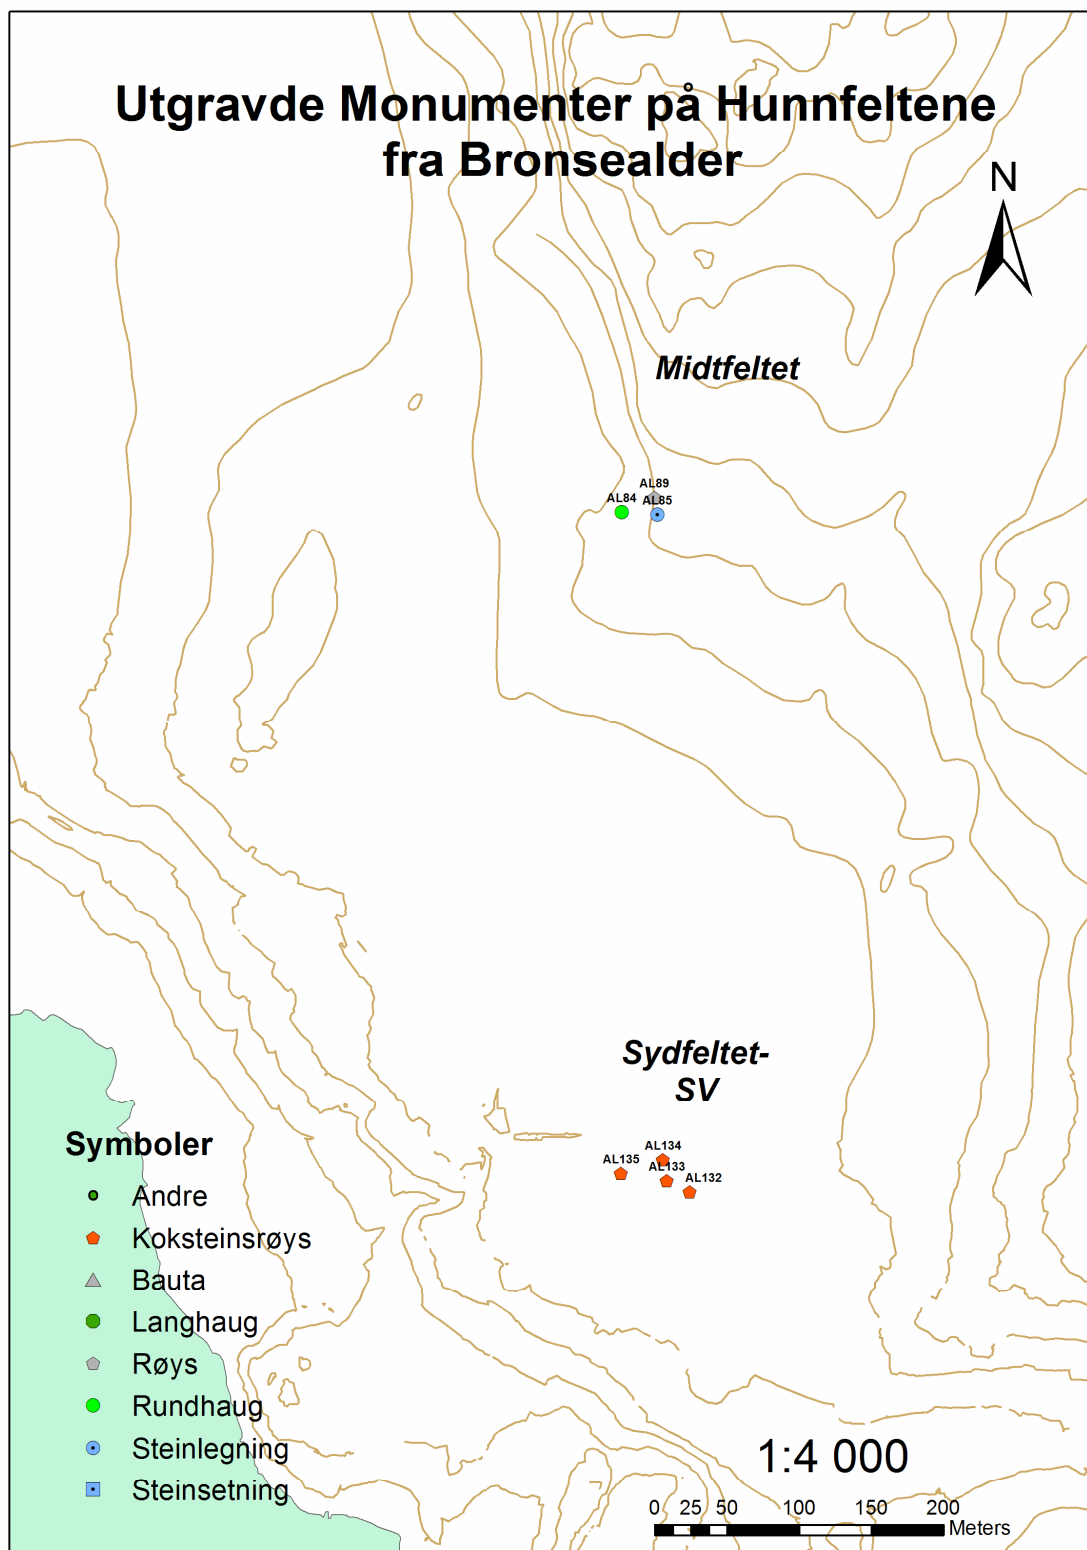 Utgravde Monumenter på Hunnfeltene
fra Bronsealder
N
Midtfeltet
AL89
AL84
AL85
Sydfeltet-
SV
AL134
AL135
AL133
AL132
Symboler
Andre
Koksteinsrøys
Bauta
Langhaug
Røys
Rundhaug
Steinlegning
Steinsetning
1:4 000
0 25 50 100 150 200
Meters